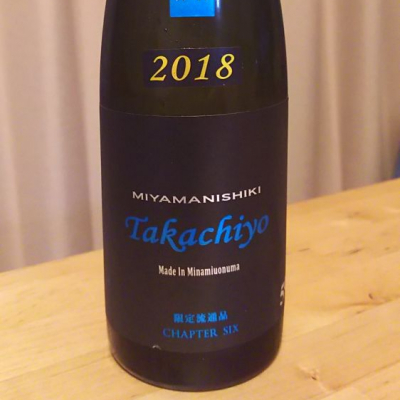 2018
MIYAMANISHIKI
Takachiyo
Made In Minamiuonuma
限定流通品
CHAPTER SIX